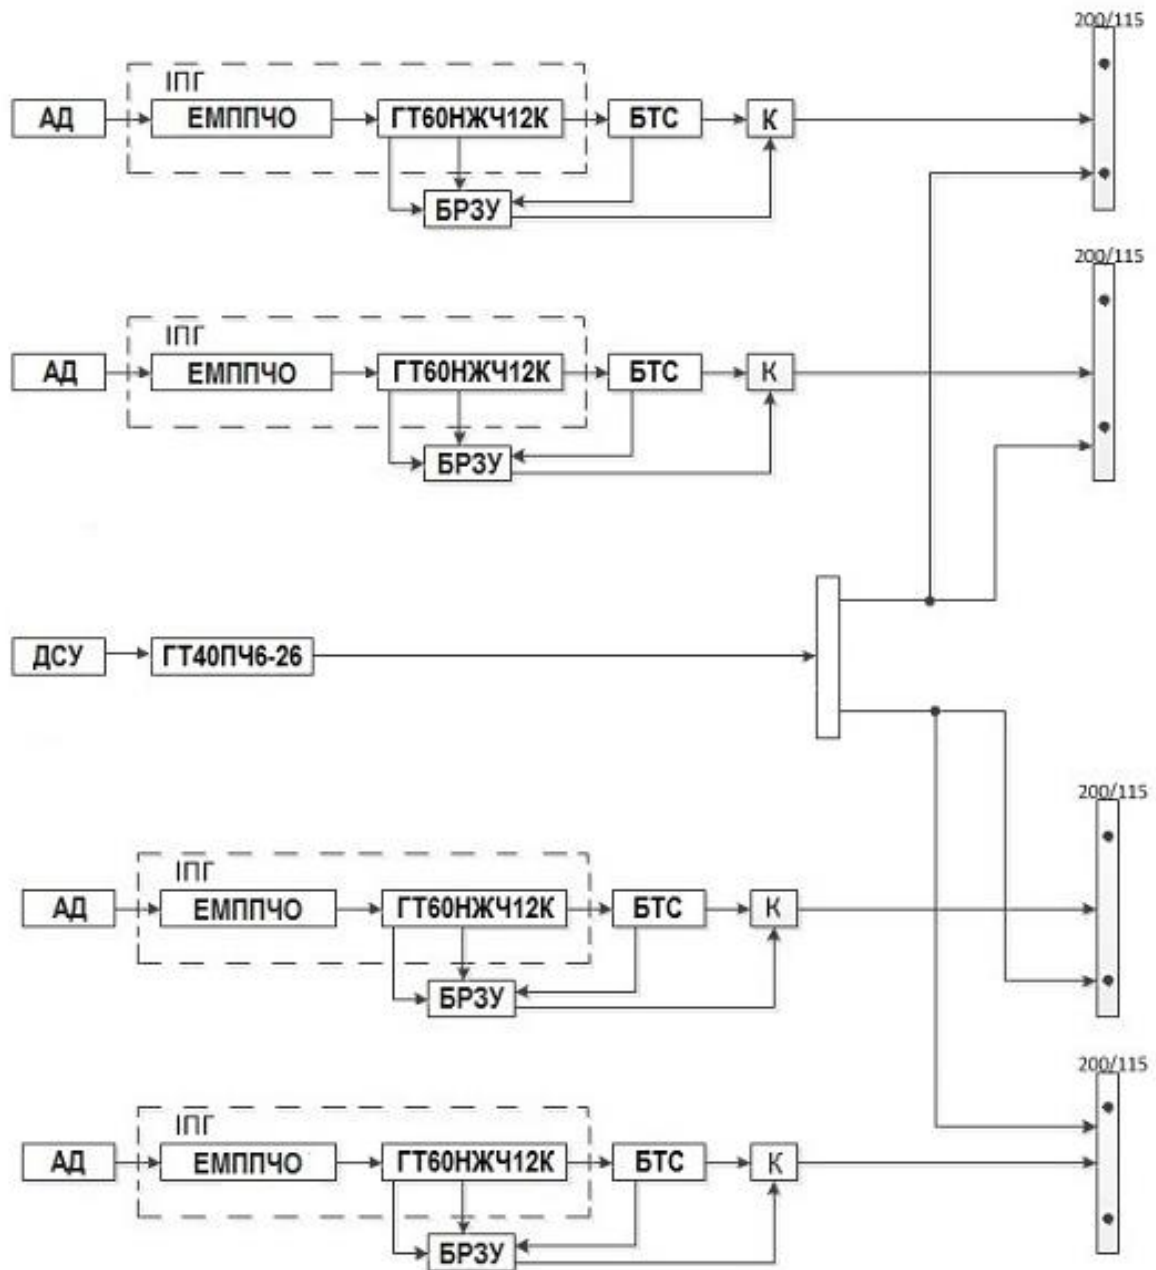 200/115
ІПГ
АД
ЕМППЧО
ГТ60НЖЧ12К
БТС
К
БРЗУ
200/115
ІПГ
АД
ЕМППЧО
ГТ60НЖЧ12К
БТС
К
БРЗУ
ДСУ
ГТ40ПЧ6-26
200/115
ІПГ
АД
ЕМППЧО
ГТ60НЖЧ12К
БТС
К
БРЗУ
200/115
ІПГ
АД
ЕМППЧО
ГТ60НЖЧ12К
БТС
К
БРЗУ